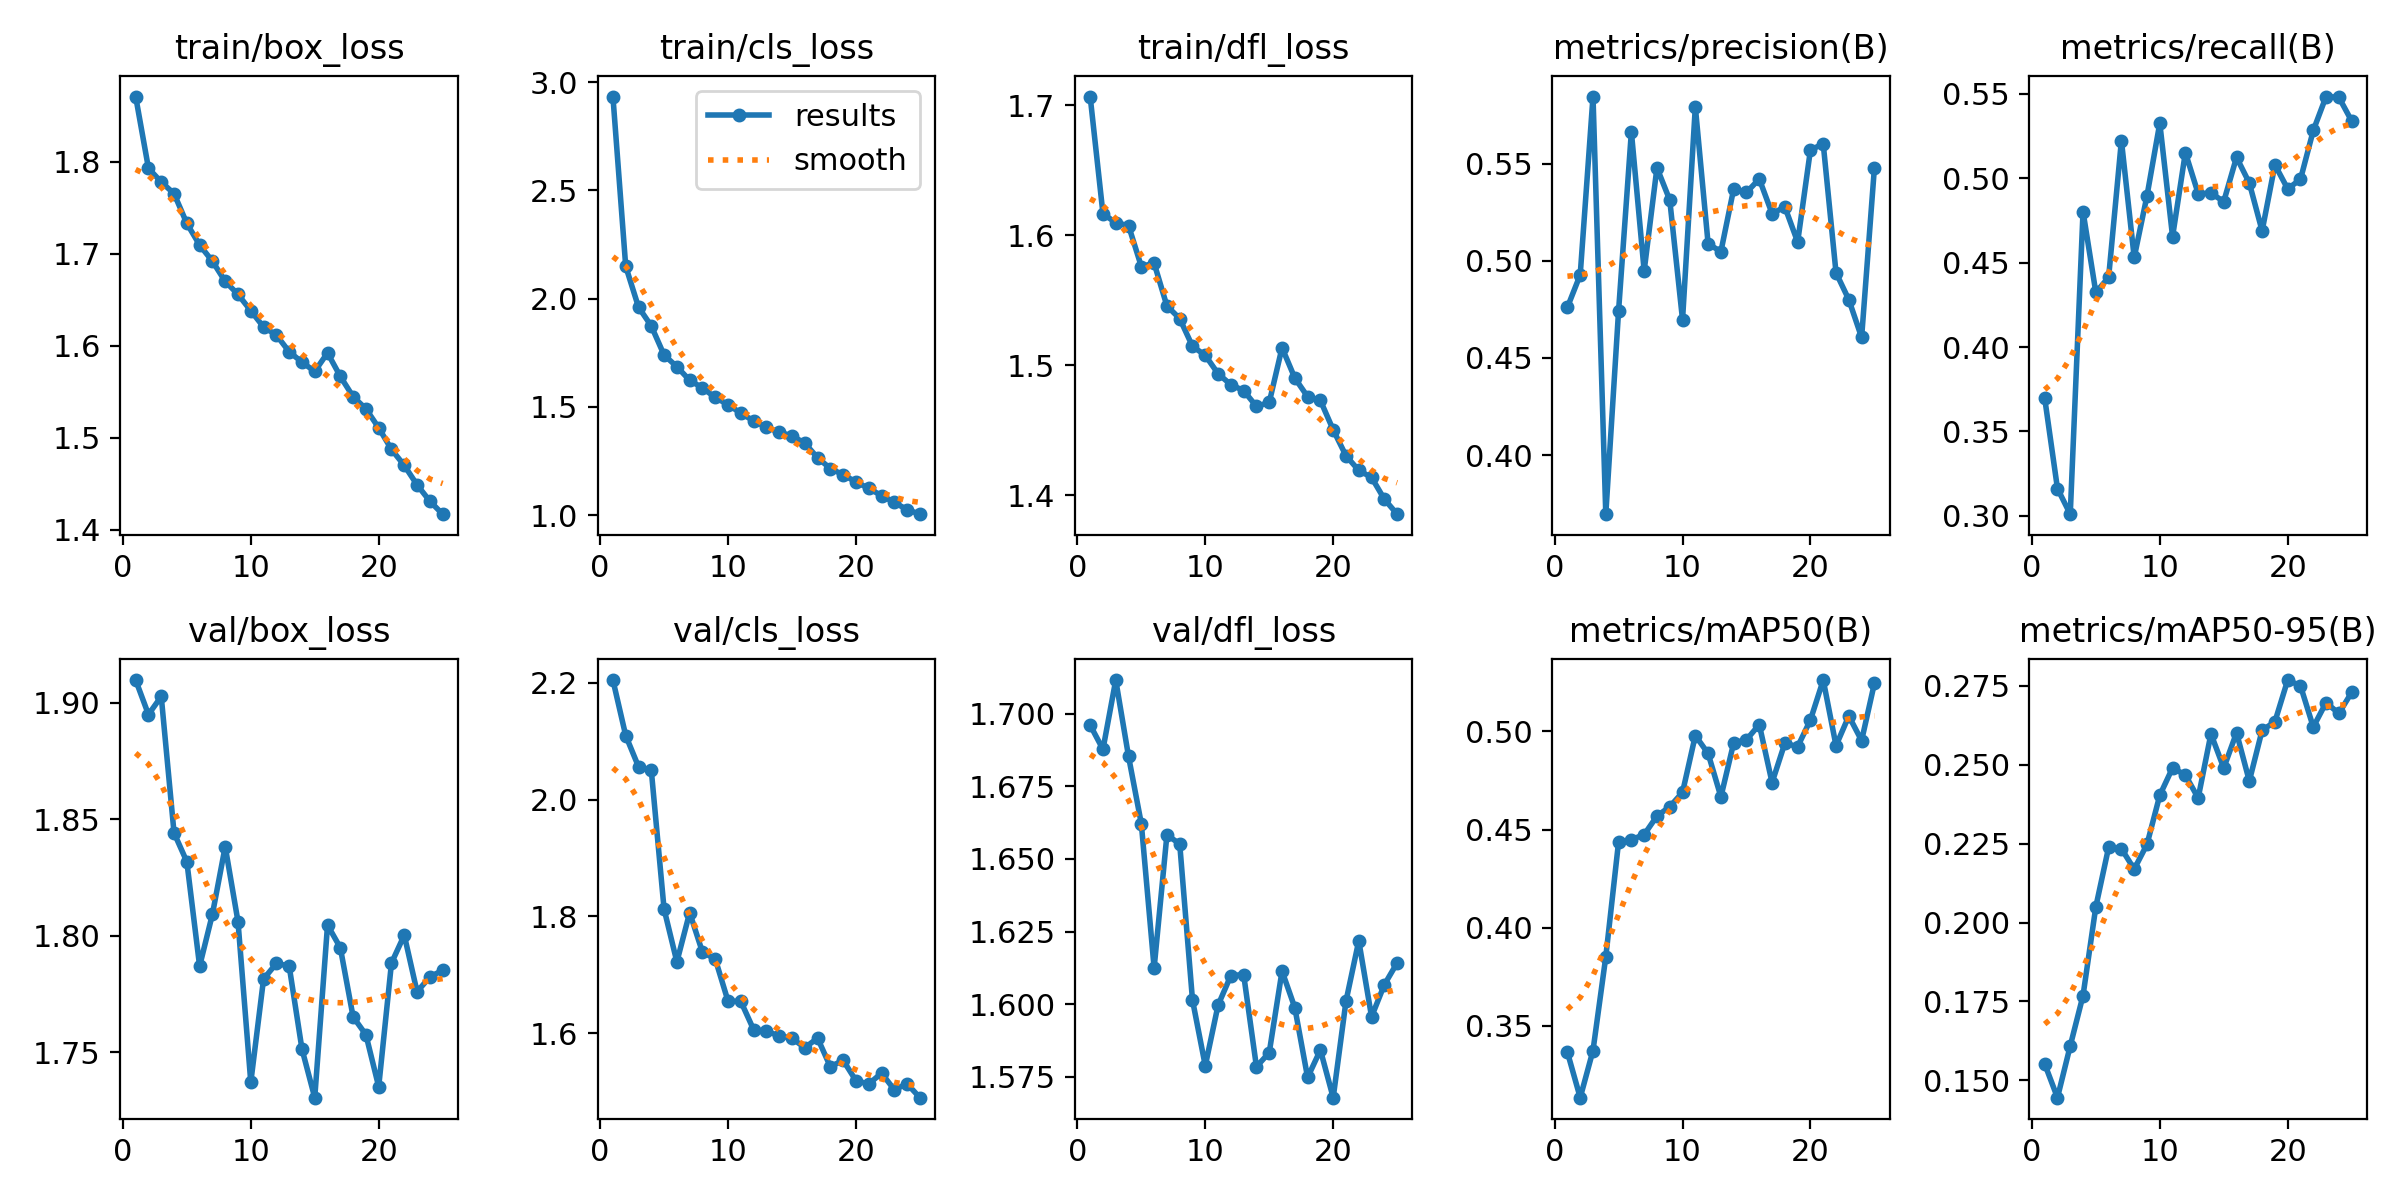 train/box_loss
1.8
1.7
1.6
1.5
1.4
0 10 20
train/cls_loss
3.0
2.5
2.0
1.5
1.0
0 10 20
results
smooth
train/dfl_loss
1.7
1.6
1.5
1.4
0 10 20
metrics/precision(B)
0.55
0.50
0.45
0.40
0 10 20
metrics/recall(B)
0.55
0.50
0.45
0.40
0.35
0.30
0 10 20
val/box_loss
1.90
1.85
1.80
1.75
0 10 20
val/cls_loss
2.2
2.0
1.8
1.6
0 10 20
val/dfl_loss
1.700
1.675
1.650
1.625
1.600
1.575
0 10 20
metrics/mAP50(B)
0.50
0.45
0.40
0.35
0 10 20
metrics/mAP50-95(B)
0.275
0.250
0.225
0.200
0.175
0.150
0 10 20